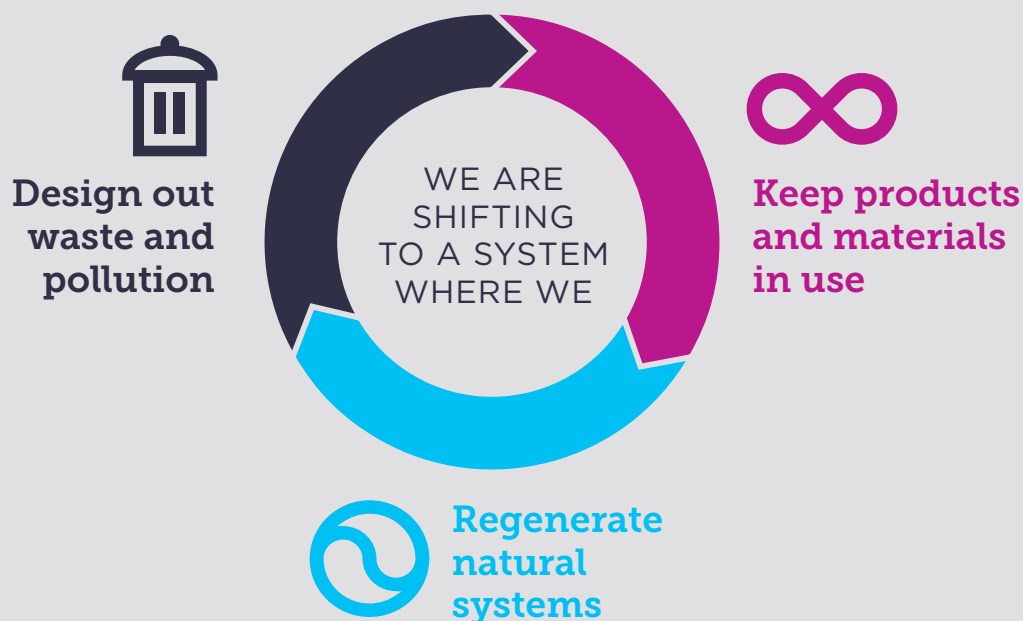 WE ARE
SHIFTING
TO A SYSTEM
WHERE WE
Design out
waste and
pollution
Keep products
and materials
in use
Regenerate
natural
systems